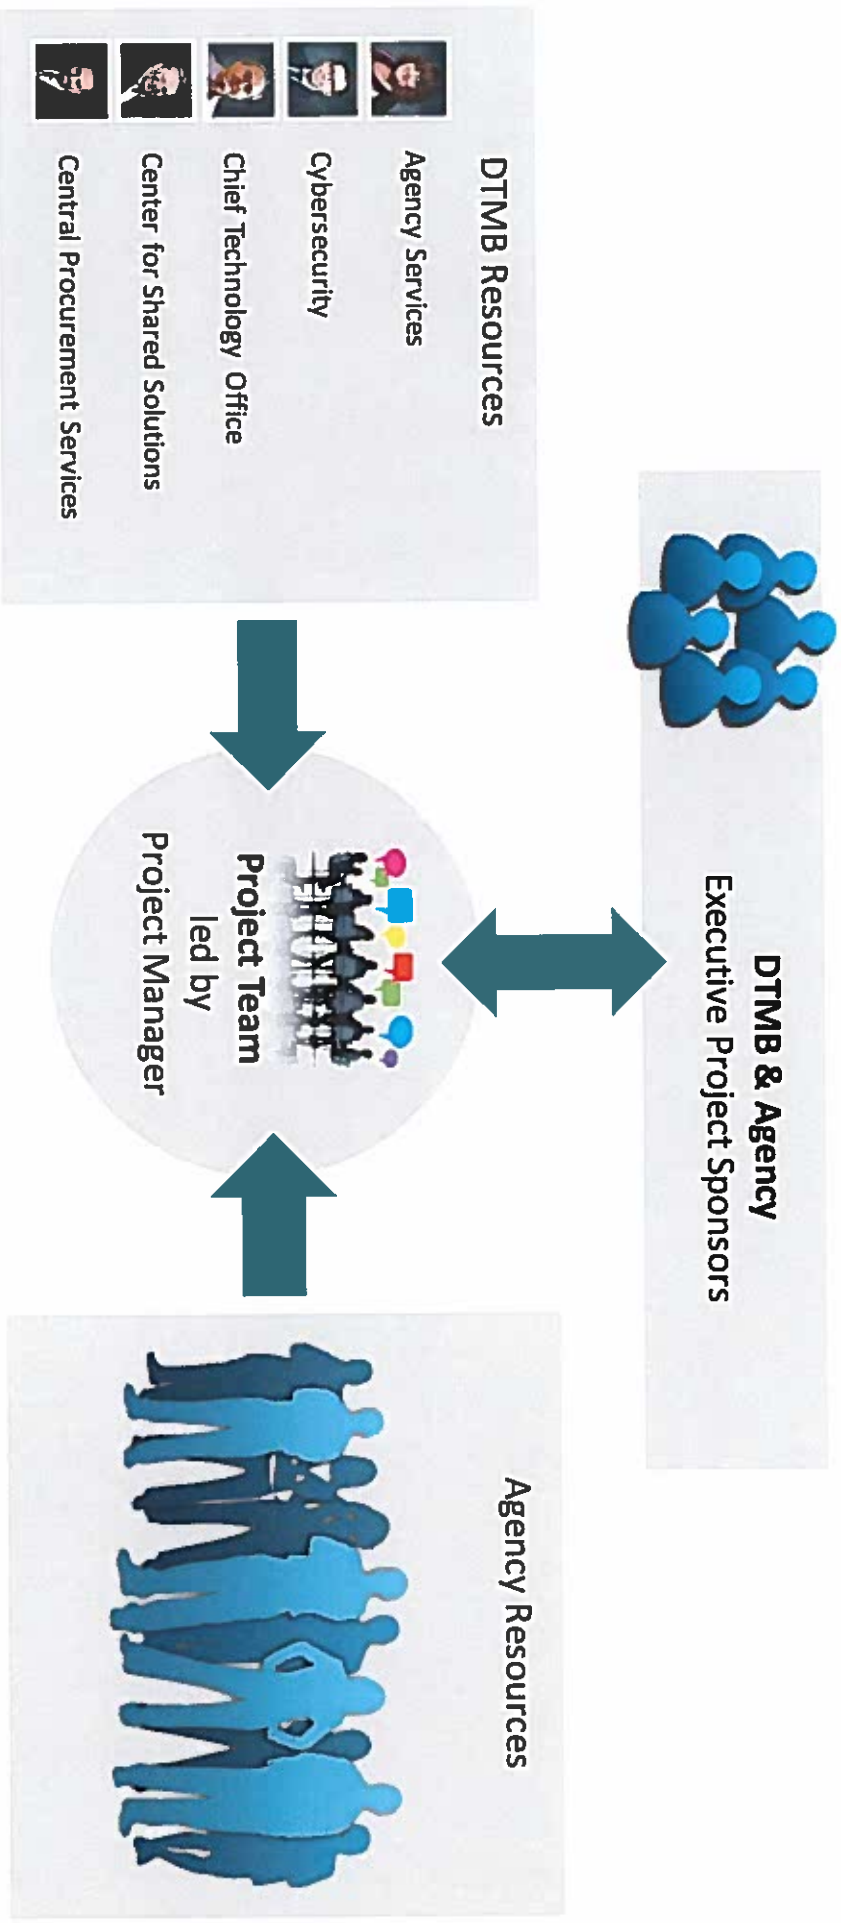 DTMB & Agency
Executive Project Sponsors
DTMB Resources
Agency Services
Cybersecurity
Chief Technology Office
Center for Shared Solutions
Central Procurement Services
Project Team
led by
Project Manager
Agency Resources